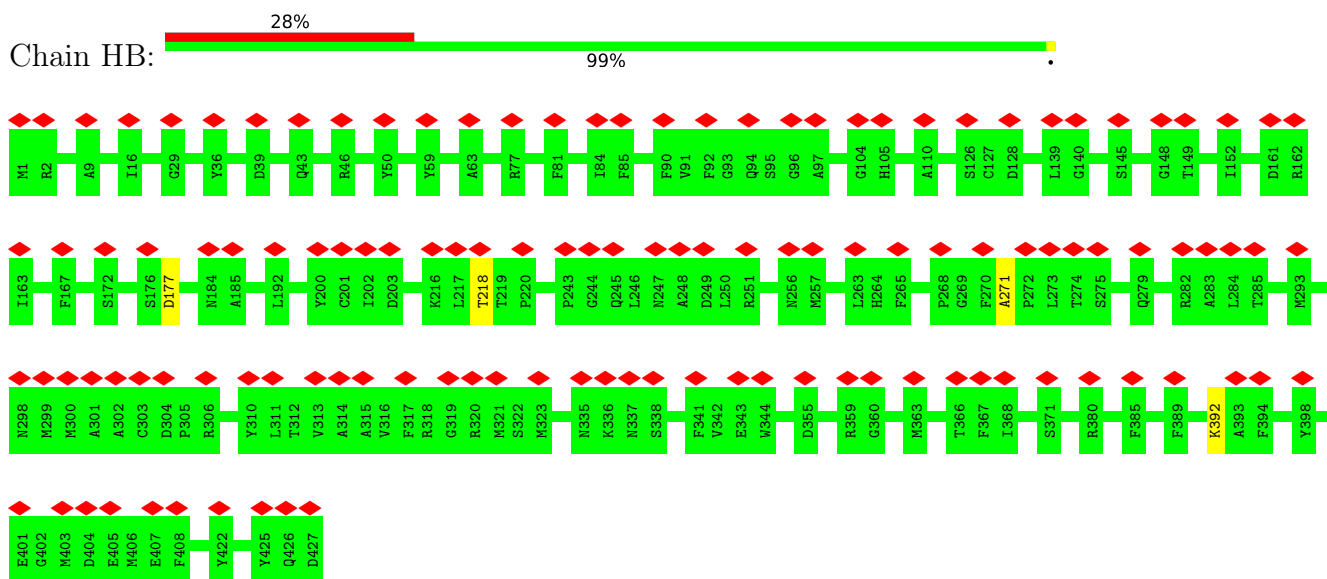 28%
Chain HB:
99%
M1 R2 A9 I16 G29 Y36 D39 Q43 R46 Y50 Y59 A63 R77 F81 I84 F85 F90 V91 F92 G93 Q94 S95 G96 A97 G104 H105 A110 S126 C127 D128 L139 G140 S145 G148 T149 I152 D161 R162
I163 F167 S172 S176 D177 N184 A185 L192 Y200 C201 I202 D203 K216 L217 T218 T219 P220 P243 G244 Q245 L246 N247 A248 D249 L250 R251 N256 M257 L263 H264 F265 P268 G269 F270 A271 P272 L273 T274 S275 Q279 R282 A283 L284 T285 M293
N298 M299 M300 A301 A302 C303 D304 P305 R306 Y310 L311 T312 V313 A314 A315 V316 F317 R318 G319 R320 M321 S322 M323 N335 K336 N337 S338 F341 V342 E343 W344 D355 R359 G360 M363 T366 F367 I368 S371 R380 F385 F389 K392 A393 F394 Y398
E401 G402 M403 D404 E405 M406 E407 F408 Y422 Y425 Q426 D427